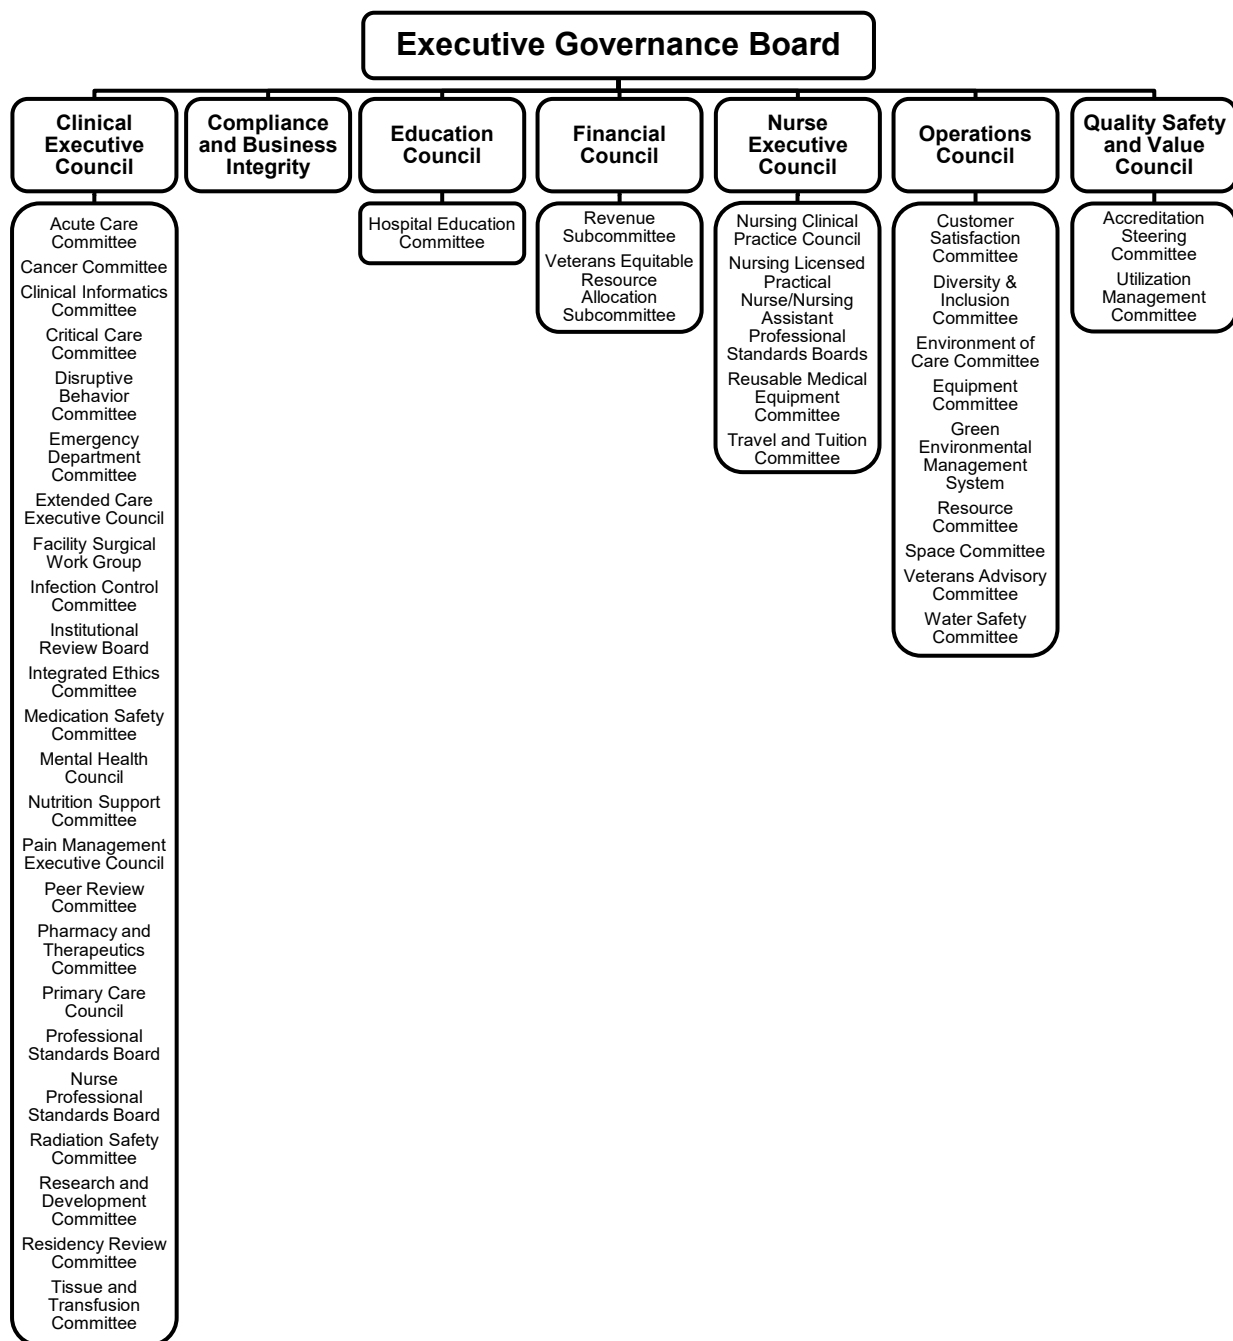 Executive Governance Board
Clinical
Executive
Council
Compliance
and Business
Integrity
Education
Council
Financial
Council
Nurse
Executive
Council
Operations
Council
Quality Safety
and Value
Council
Acute Care
Committee
Cancer Committee
Clinical Informatics
Committee
Critical Care
Committee
Disruptive
Behavior
Committee
Emergency
Department
Committee
Extended Care
Executive Council
Facility Surgical
Work Group
Infection Control
Committee
Institutional
Review Board
Integrated Ethics
Committee
Medication Safety
Committee
Mental Health
Council
Nutrition Support
Committee
Pain Management
Executive Council
Peer Review
Committee
Pharmacy and
Therapeutics
Committee
Primary Care
Council
Professional
Standards Board
Nurse
Professional
Standards Board
Radiation Safety
Committee
Research and
Development
Committee
Residency Review
Committee
Tissue and
Transfusion
Committee
Hospital Education
Committee
Revenue
Subcommittee
Veterans Equitable
Resource
Allocation
Subcommittee
Nursing Clinical
Practice Council
Nursing Licensed
Practical
Nurse/Nursing
Assistant
Professional
Standards Boards
Reusable Medical
Equipment
Committee
Travel and Tuition
Committee
Customer
Satisfaction
Committee
Diversity &
Inclusion
Committee
Environment of
Care Committee
Equipment
Committee
Green
Environmental
Management
System
Resource
Committee
Space Committee
Veterans Advisory
Committee
Water Safety
Committee
Accreditation
Steering
Committee
Utilization
Management
Committee